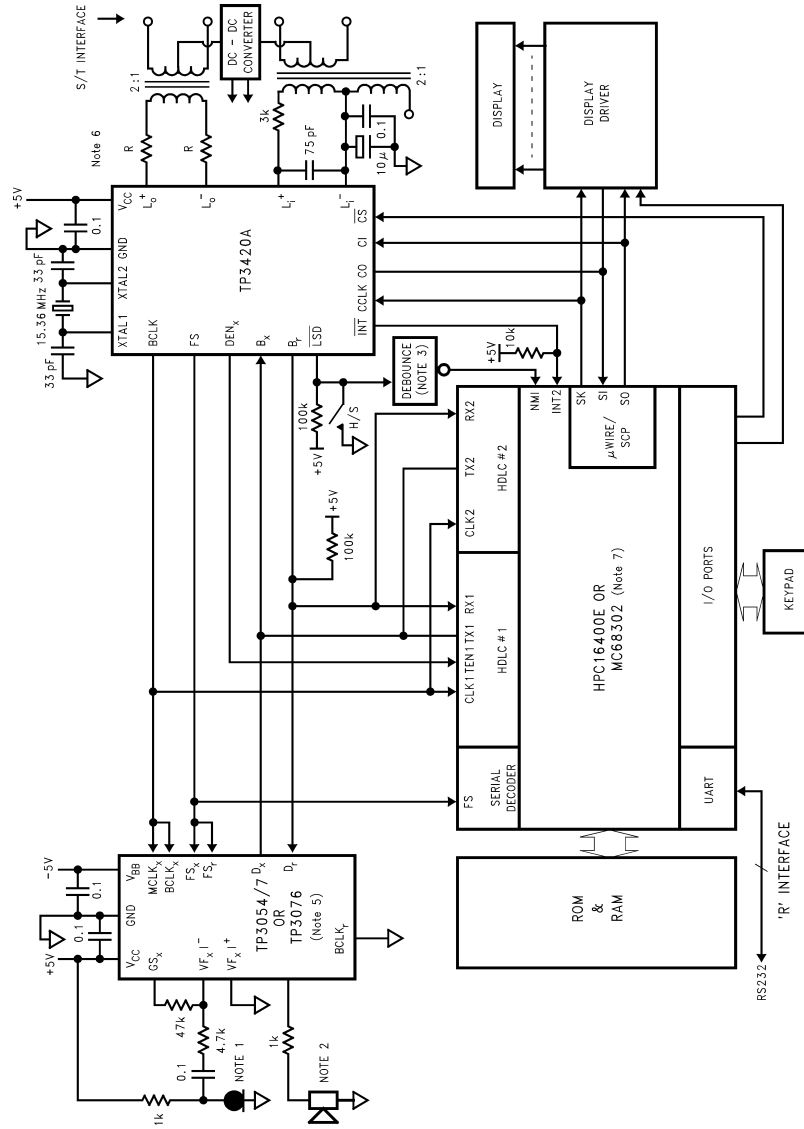 S/T INTERFACE
DC - DC
CONVERTER
2:1
2:1
Note 6
R
R
3k
75 pF
10µ
0.1
+5V
0.1
33 pF
15.36 MHz
33 pF
VCC
GND
XTAL2
XTAL1
Lo+
Lo-
Li+
Li-
TP3420A
BCLK
FS
DENx
Bx
Br
LSD
INT
CCLK
CO
CI
CS
DISPLAY
DISPLAY
DRIVER
100k
+5V
H/S
DEBOUNCE
(NOTE 3)
+5V
10k
+5V
100k
NMI
INT2
SK
SI
SO
µWIRE/
SCP
RX2
TX2
CLK2
HDLC #2
RX1
TX1
TEN1
CLK1
HDLC #1
FS
SERIAL
DECODER
HPC16400E OR
MC68302 (Note 7)
I/O PORTS
UART
KEYPAD
ROM
&
RAM
'R' INTERFACE
RS232
-5V
0.1
+5V
0.1
VBB
GND
VCC
MCLKx
BCLKx
FSx
FSr
Dx
Dr
TP3054/7
OR
TP3076
(Note 5)
BCLKr
GSx
VFxI-
VFxI+
47k
4.7k
0.1
1k
NOTE 1
1k
NOTE 2